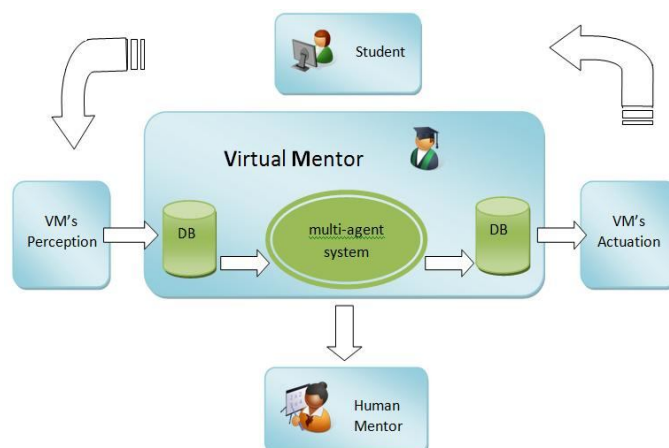 Student
Virtual Mentor
VM's
Perception
DB
multi-agent
system
DB
VM's
Actuation
Human
Mentor